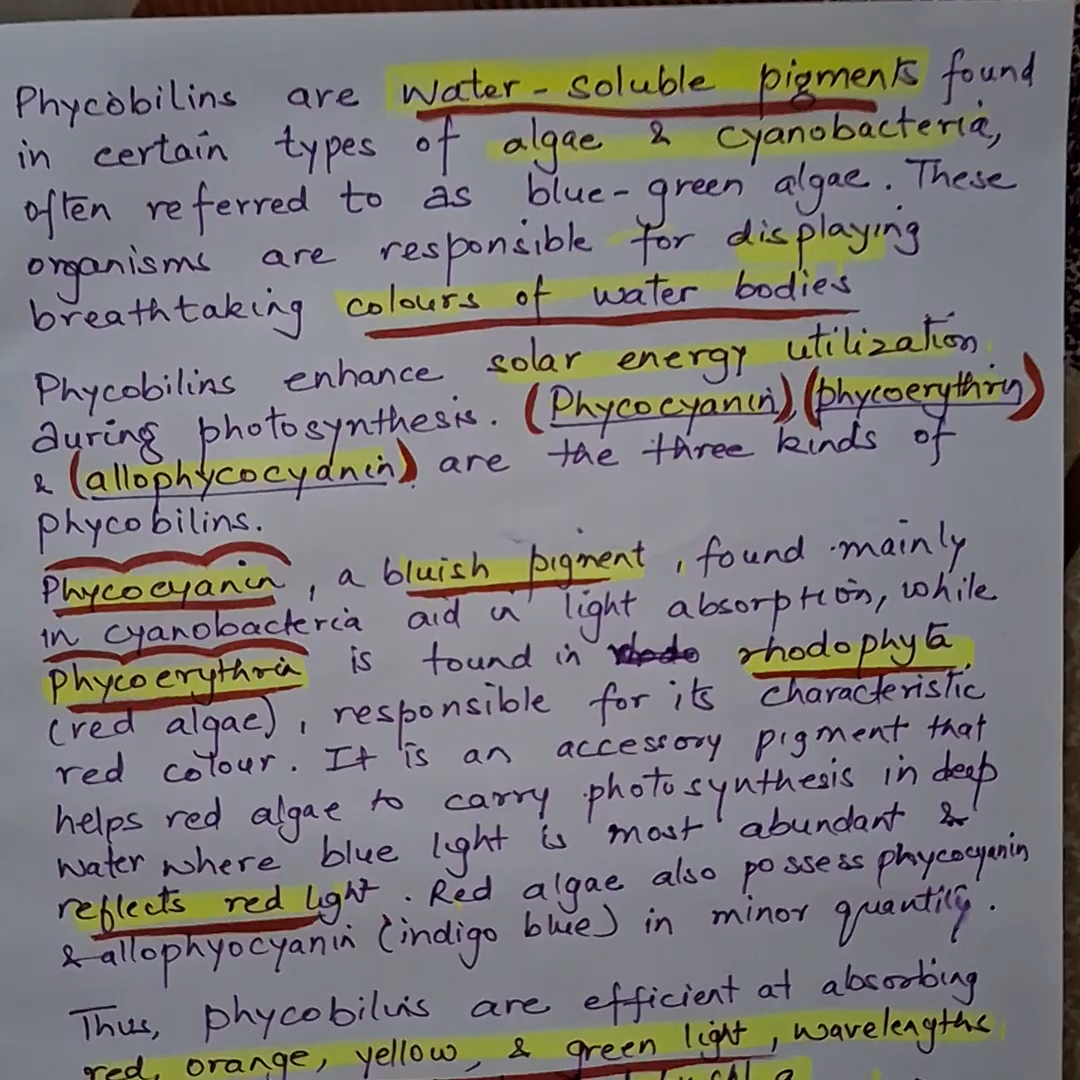 Phycobilins are water-soluble pigments found
in certain types of algae & cyanobacteria,
often referred to as blue-green algae. These
organisms are responsible for displaying
breathtaking colours of water bodies
Phycobilins enhance solar energy utilization
during photosynthesis. (Phycocyanin), (phycoerythrin)
& (allophycocyanin) are the three kinds of
phycobilins.
Phycocyanin, a bluish pigment, found mainly
in cyanobacteria aid in light absorption, while
Phycoerythrin is found in rhodophyta
(red algae), responsible for its characteristic
red colour. It is an accessory pigment that
helps red algae to carry photosynthesis in deep
water where blue light is most abundant &
reflects red light. Red algae also possess phycocyanin
& allophyocyanin (indigo blue) in minor quantity.
Thus, phycobilins are efficient at absorbing
red, orange, yellow, & green light, wavelengths